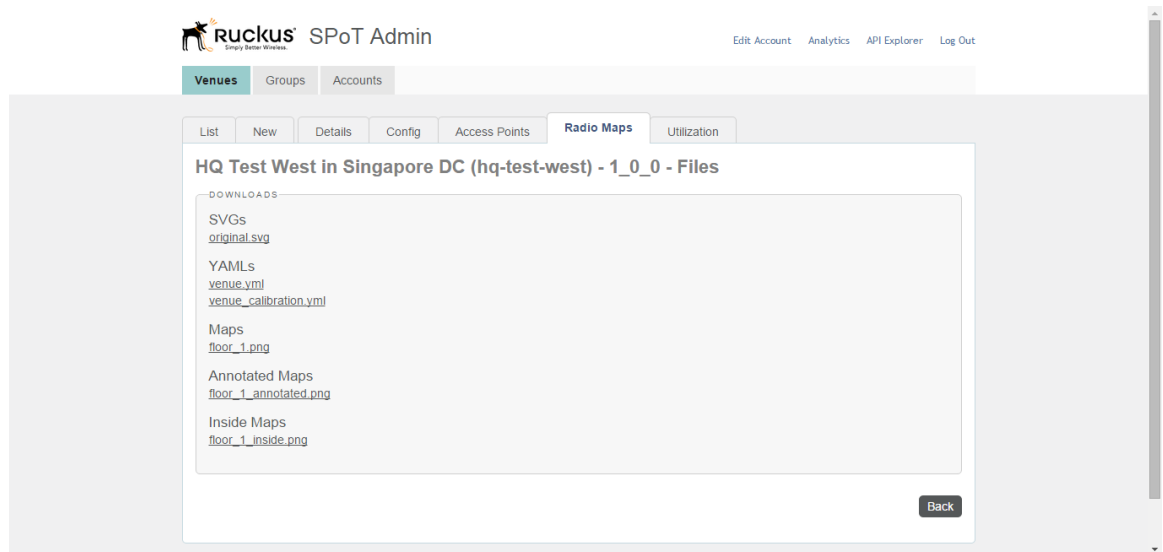 Ruckus SPoT Admin
Simply Better Wireless.
Edit Account Analytics API Explorer Log Out
Venues Groups Accounts
List New Details Config Access Points Radio Maps Utilization
HQ Test West in Singapore DC (hq-test-west) - 1_0_0 - Files
DOWNLOADS
SVGs
original.svg
YAMLs
venue.yml
venue_calibration.yml
Maps
floor_1.png
Annotated Maps
floor_1_annotated.png
Inside Maps
floor_1_inside.png
Back